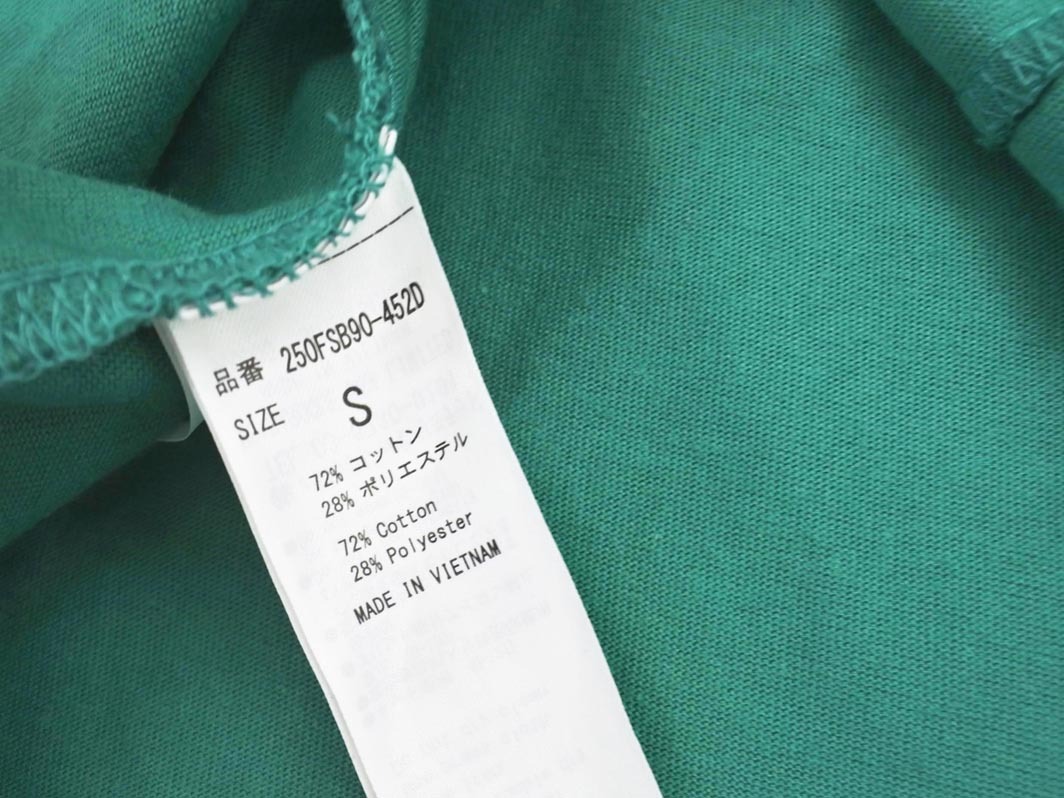 品番 250FSB90-452D
SIZE S
72% コットン
28% ポリエステル
72% Cotton
28% Polyester
MADE IN VIETNAM